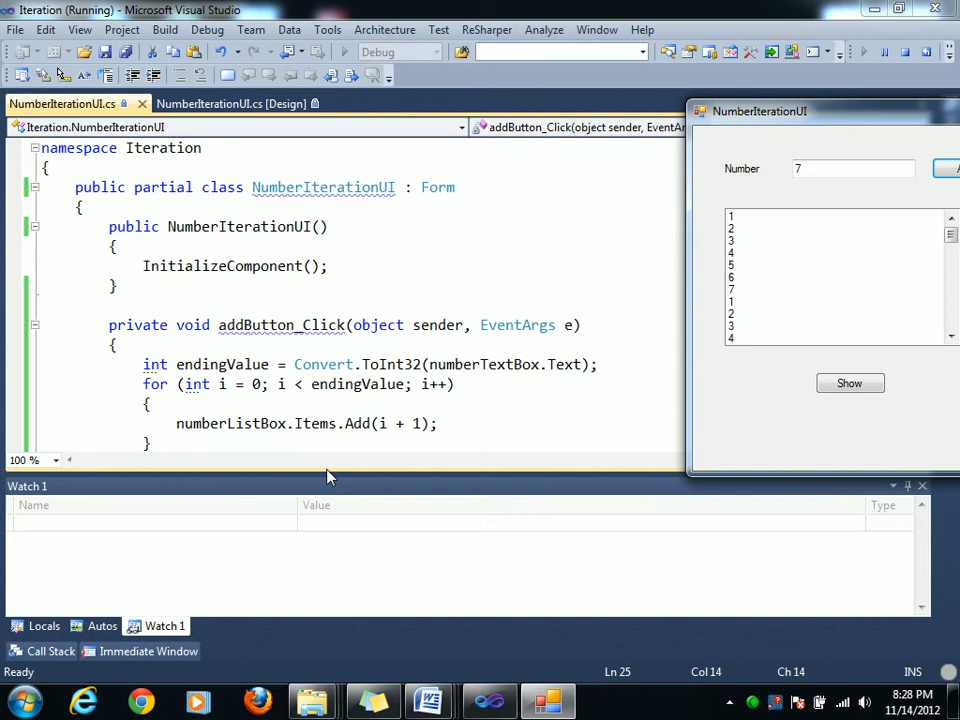 Iteration (Running) - Microsoft Visual Studio
File Edit View Project Build Debug Team Data Tools Architecture Test ReSharper Analyze Window Help
Debug
NumberIterationUI.cs NumberIterationUI.cs [Design]
Iteration.NumberIterationUI addButton_Click(object sender, EventAr
namespace Iteration
{
public partial class NumberIterationUI : Form
{
public NumberIterationUI()
{
InitializeComponent();
}
private void addButton_Click(object sender, EventArgs e)
{
int endingValue = Convert.ToInt32(numberTextBox.Text);
for (int i = 0; i < endingValue; i++)
{
numberListBox.Items.Add(i + 1);
}
100 %
NumberIterationUI
Number 7
1
2
3
4
5
6
7
1
2
3
4
Show
Watch 1
Name Value Type
Locals Autos Watch 1
Call Stack Immediate Window
Ready Ln 25 Col 14 Ch 14 INS
8:28 PM
11/14/2012